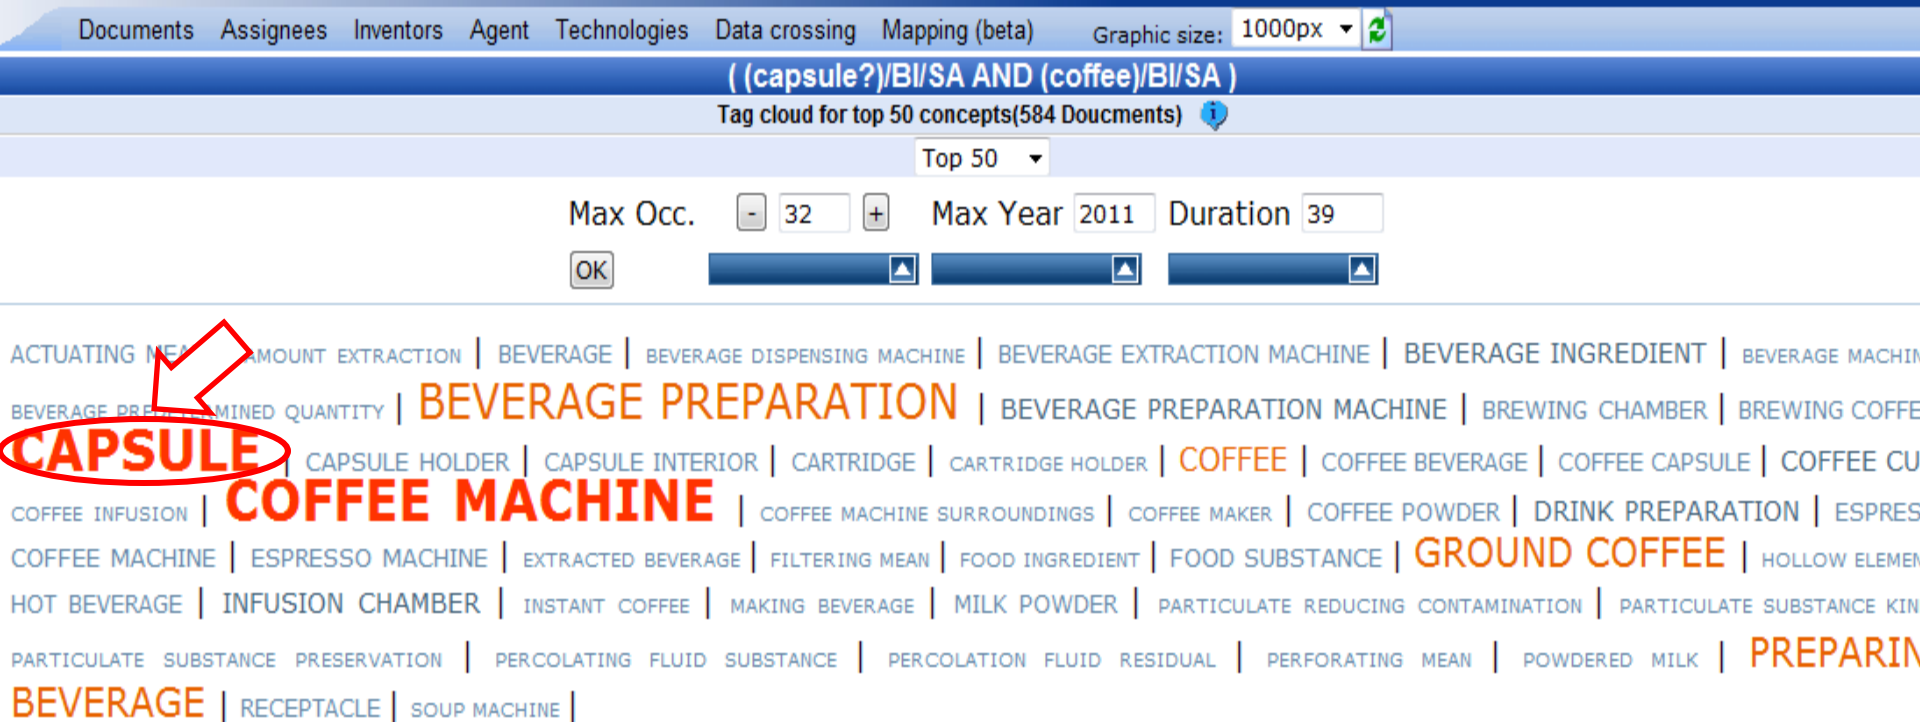 Documents Assignees Inventors Agent Technologies Data crossing Mapping (beta) Graphic size: 1000px
( (capsule?)/BI/SA AND (coffee)/BI/SA )
Tag cloud for top 50 concepts(584 Doucments) i
Top 50
Max Occ. - 32 + Max Year 2011 Duration 39
OK
ACTUATING | AMOUNT EXTRACTION | BEVERAGE | BEVERAGE DISPENSING MACHINE | BEVERAGE EXTRACTION MACHINE | BEVERAGE INGREDIENT | BEVERAGE MACHIN
BEVERAGE PREDETERMINED QUANTITY | BEVERAGE PREPARATION | BEVERAGE PREPARATION MACHINE | BREWING CHAMBER | BREWING COFFE
CAPSULE | CAPSULE HOLDER | CAPSULE INTERIOR | CARTRIDGE | CARTRIDGE HOLDER | COFFEE | COFFEE BEVERAGE | COFFEE CAPSULE | COFFEE CU
COFFEE INFUSION | COFFEE MACHINE | COFFEE MACHINE SURROUNDINGS | COFFEE MAKER | COFFEE POWDER | DRINK PREPARATION | ESPRES
COFFEE MACHINE | ESPRESSO MACHINE | EXTRACTED BEVERAGE | FILTERING MEAN | FOOD INGREDIENT | FOOD SUBSTANCE | GROUND COFFEE | HOLLOW ELEMEN
HOT BEVERAGE | INFUSION CHAMBER | INSTANT COFFEE | MAKING BEVERAGE | MILK POWDER | PARTICULATE REDUCING CONTAMINATION | PARTICULATE SUBSTANCE KIN
PARTICULATE SUBSTANCE PRESERVATION | PERCOLATING FLUID SUBSTANCE | PERCOLATION FLUID RESIDUAL | PERFORATING MEAN | POWDERED MILK | PREPARIN
BEVERAGE | RECEPTACLE | SOUP MACHINE |